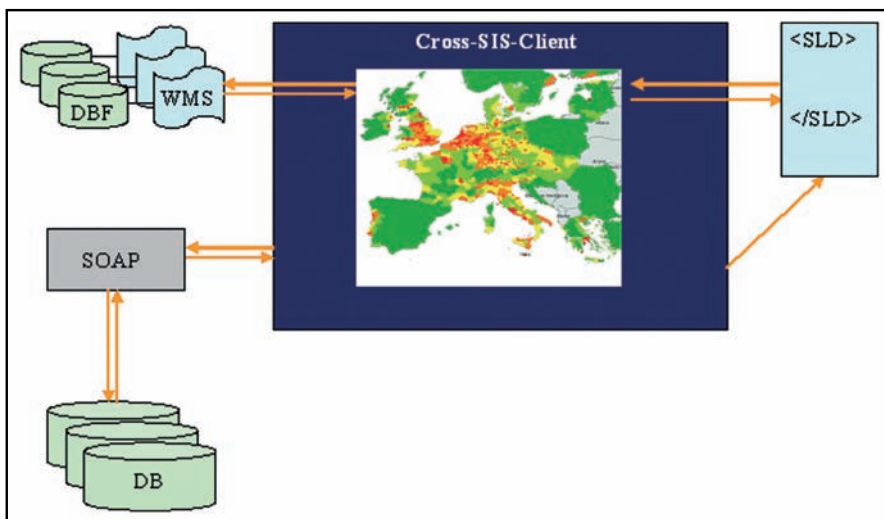 Cross-SIS-Client
<SLD>
WMS
DBF
</SLD>
SOAP
DB